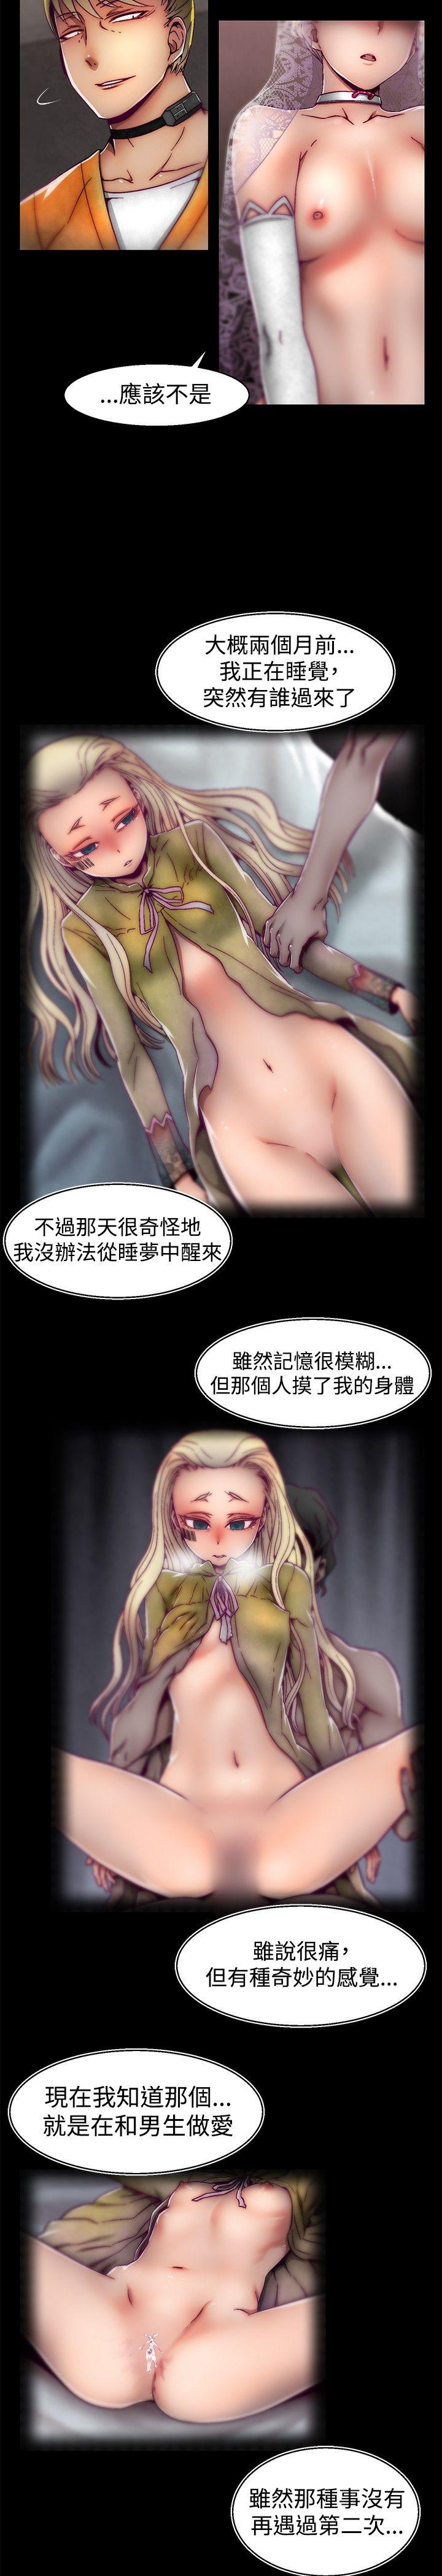 ...應該不是
大概兩個月前...
我正在睡覺，
突然有誰過來了
不過那天很奇怪地
我沒辦法從睡夢中醒來
雖然記憶很模糊...
但那個人摸了我的身體
雖說很痛，
但有種奇妙的感覺...
現在我知道那個...
就是在和男生做愛
雖然那種事沒有
再遇過第二次...